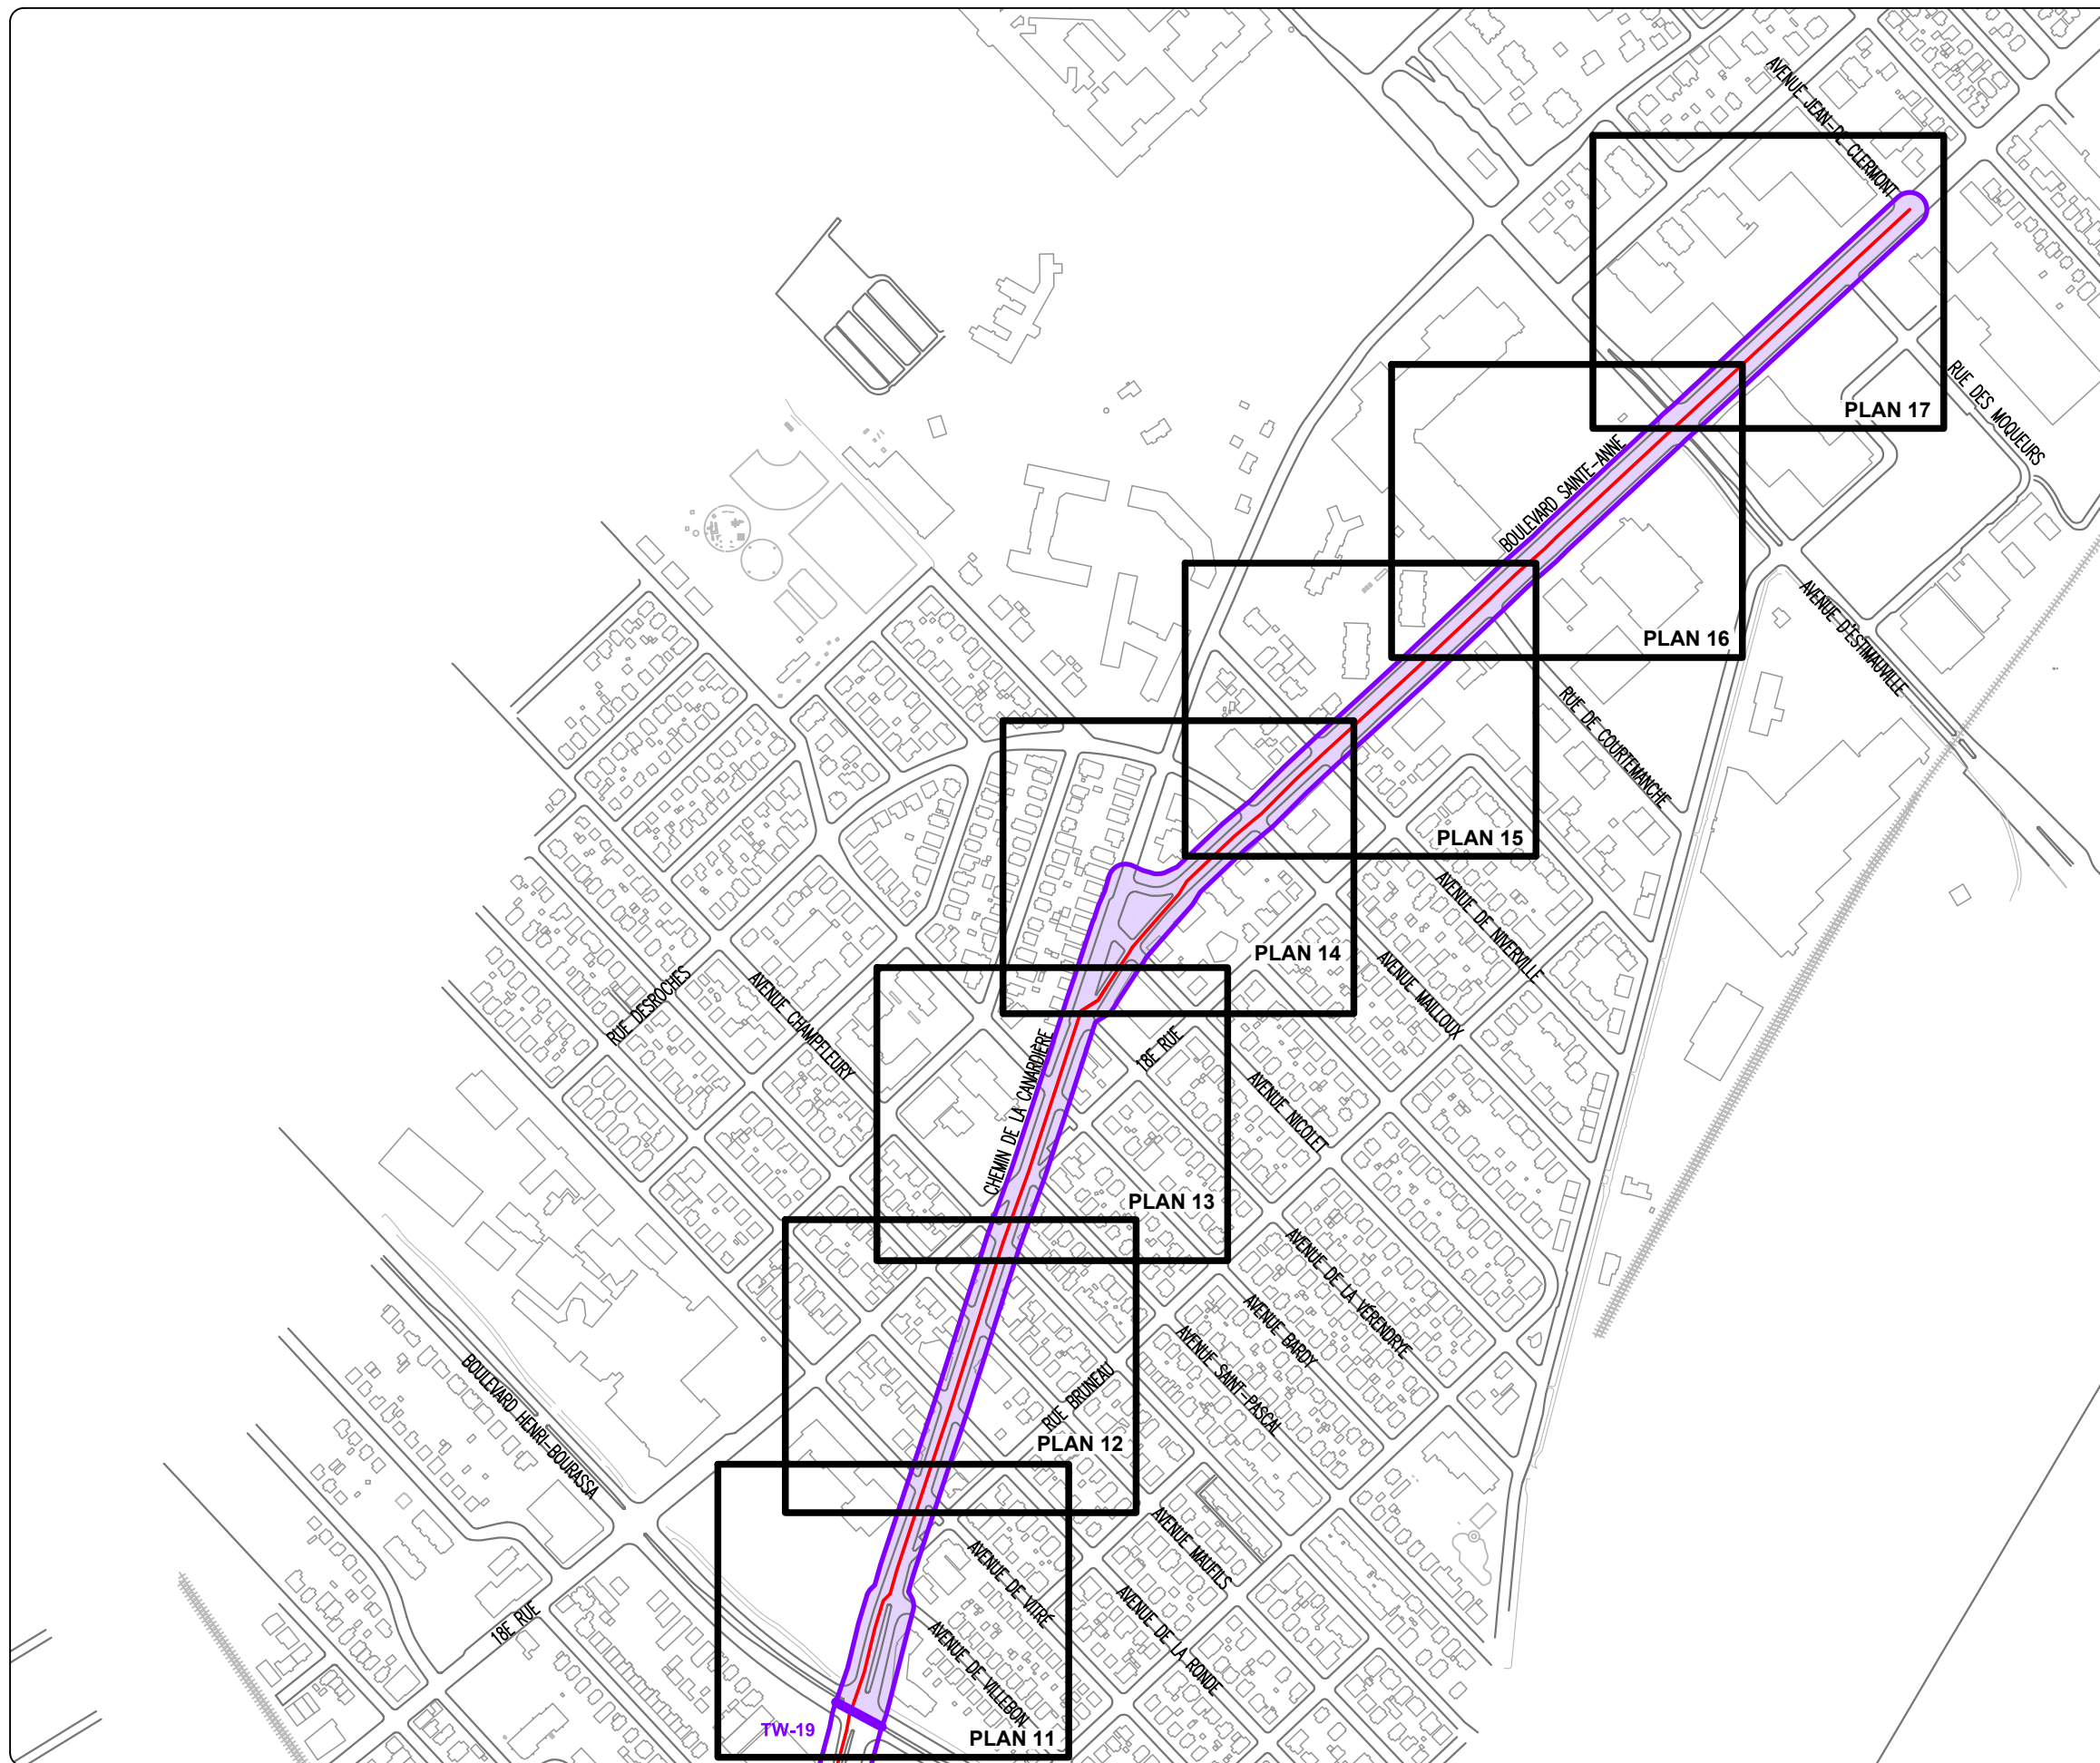 AVENUE JEAN-DE CLERMONT
PLAN 17
RUE DES MOQUEURS
BOULEVARD SAINTE-ANNE
PLAN 16
AVENUE D'ESTIMAUVILLE
RUE DE COURTEMANCHE
PLAN 15
AVENUE DE NIVERVILLE
PLAN 14
AVENUE MAILLOUX
RUE DESROCHES
AVENUE CHAMPFLEURY
CHEMIN DE LA CANARDIÈRE
18E RUE
AVENUE NICOLET
PLAN 13
AVENUE DE LA VÉRENDRYE
AVENUE BARDY
AVENUE SAINT-PASCAL
RUE BRUNEAU
PLAN 12
BOULEVARD HENRI-BOURASSA
AVENUE MAUFILS
AVENUE DE VITRÉ
AVENUE DE LA RONDE
18E RUE
AVENUE DE VILLEBON
TW-19
PLAN 11